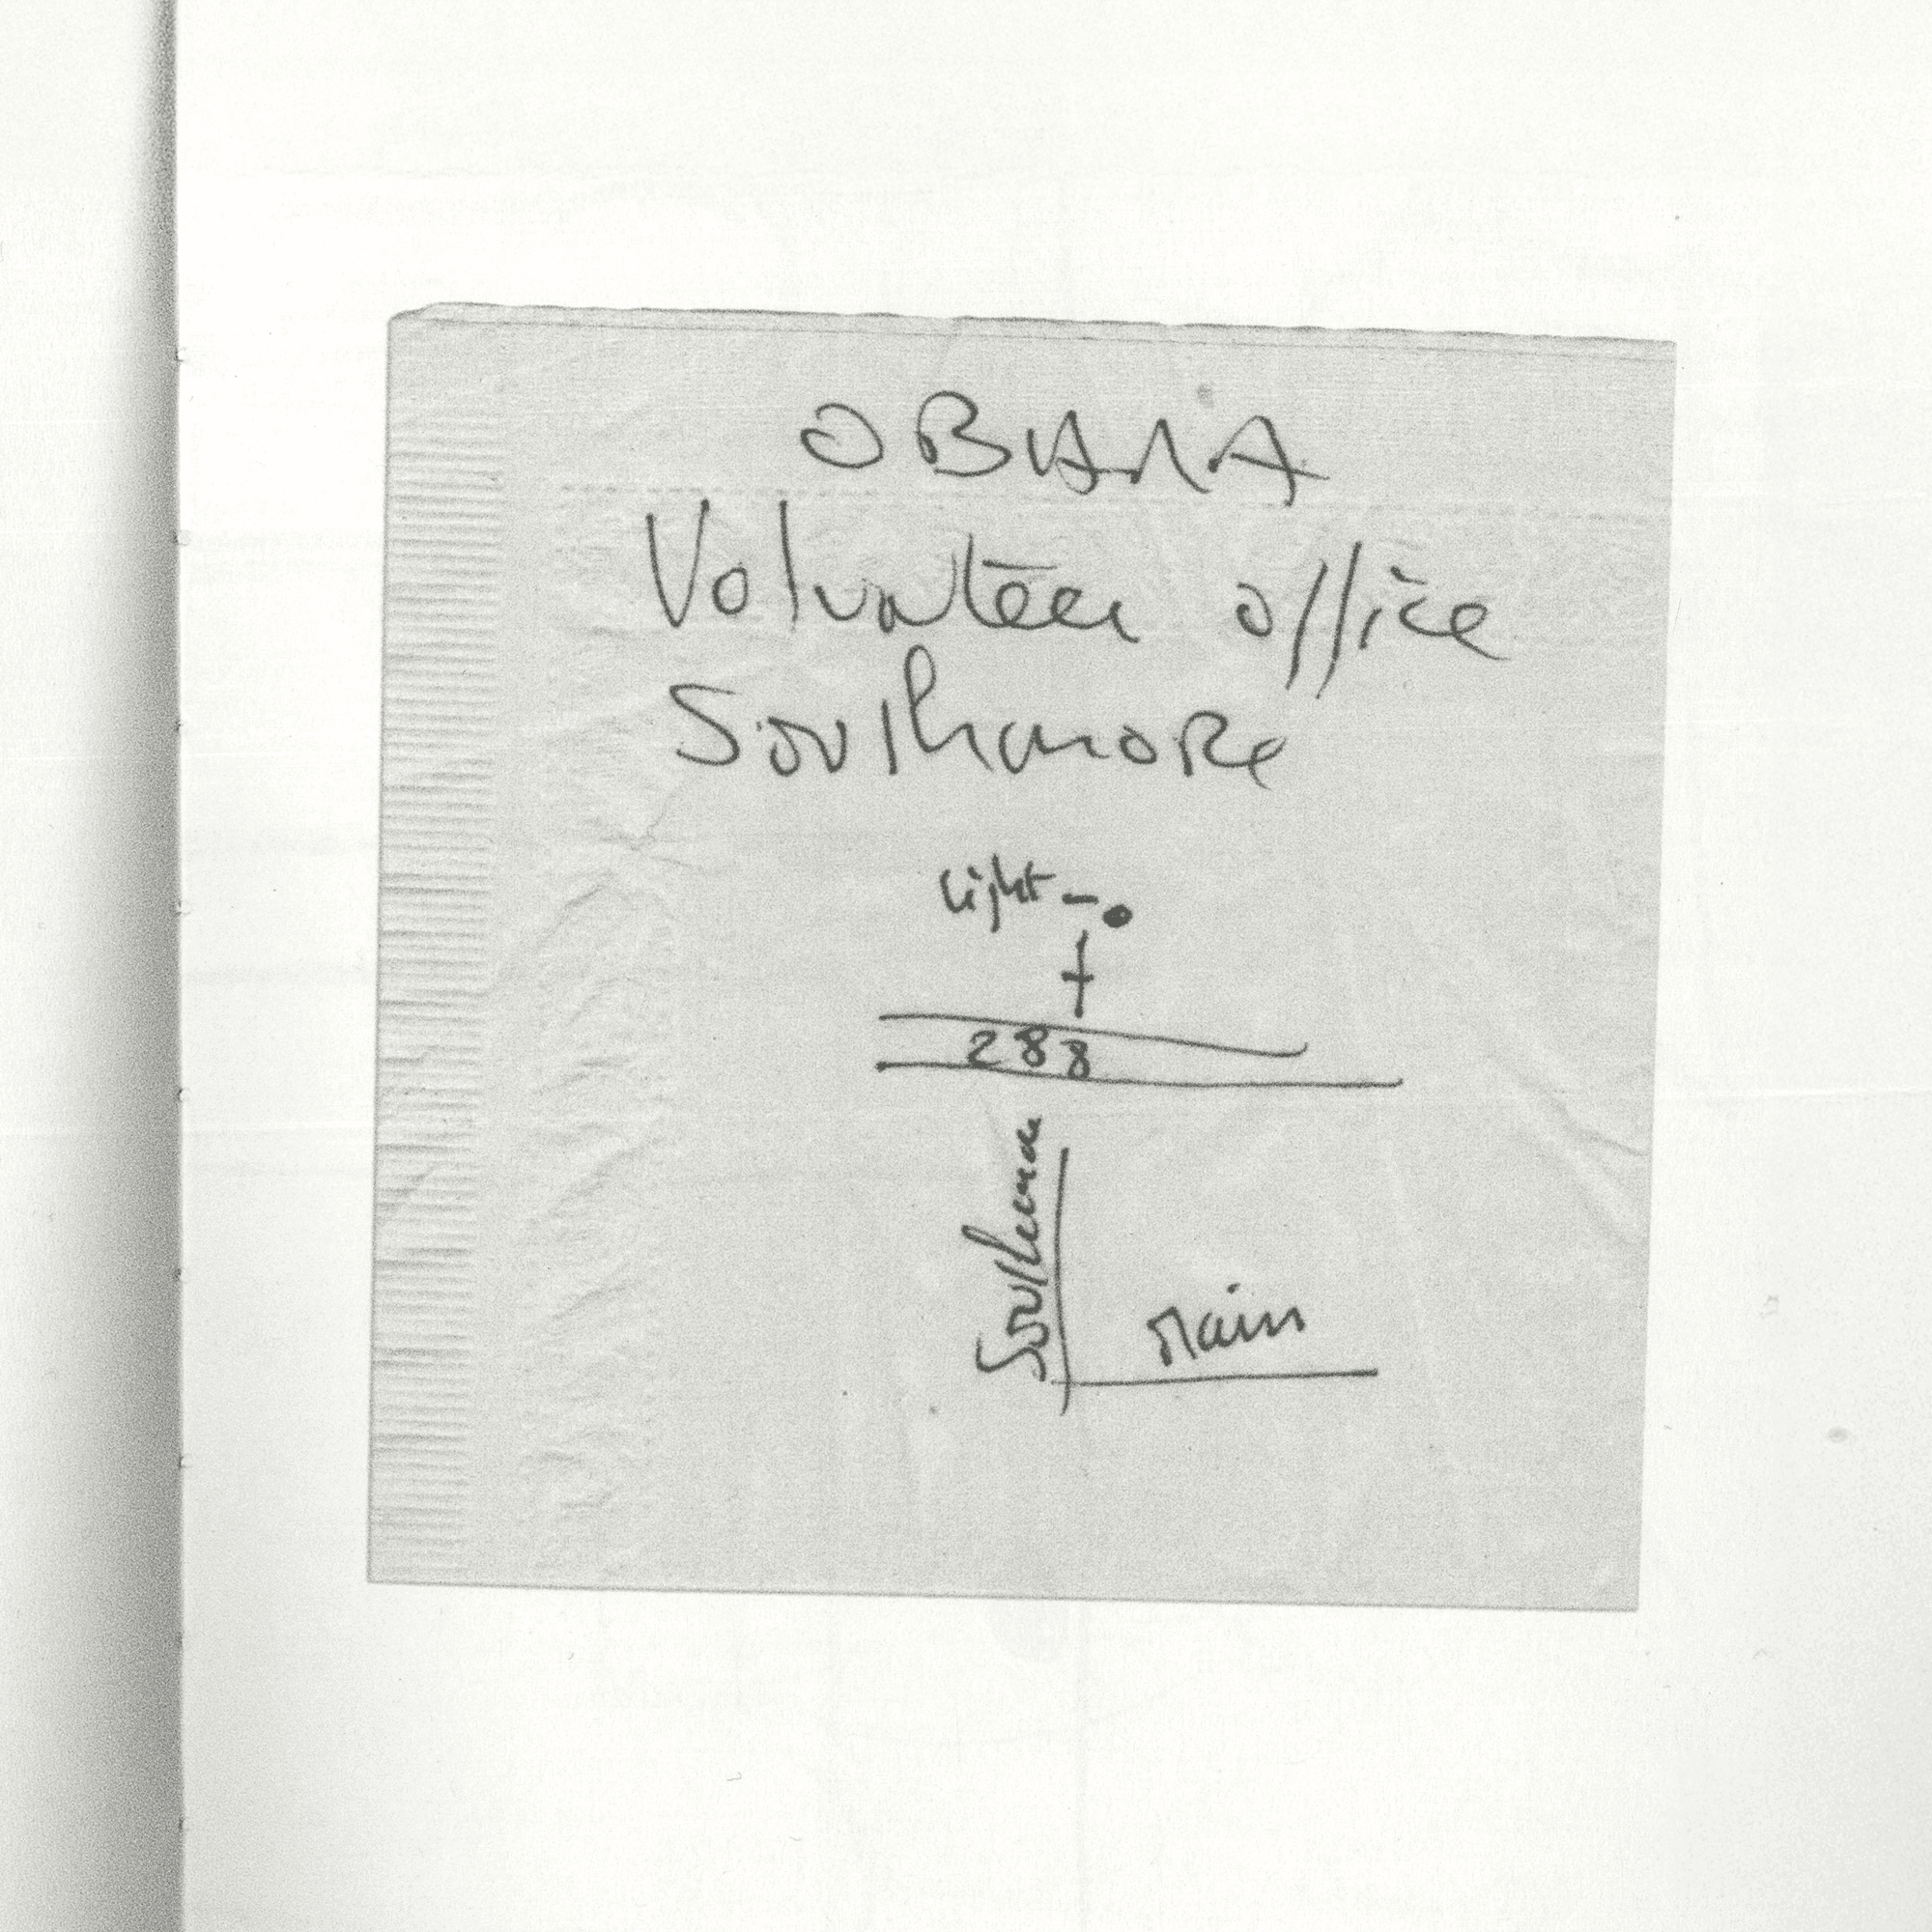 OBAMA
Volunteer office
Southmore
light
288
Southmore
Main